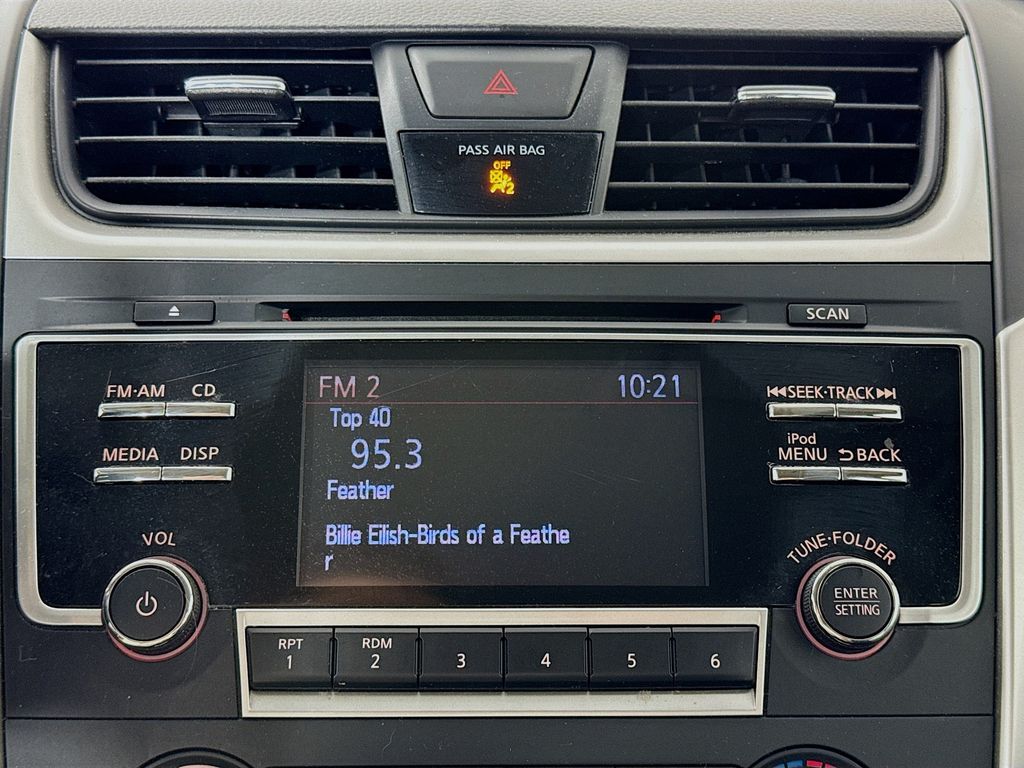 PASS AIR BAG
OFF
2
SCAN
FM·AM CD
SEEK·TRACK
FM 2 10:21
Top 40
95.3
Feather
Billie Eilish-Birds of a Feathe
r
MEDIA DISP
iPod
MENU BACK
VOL
TUNE·FOLDER
ENTER
SETTING
RPT RDM
1 2 3 4 5 6